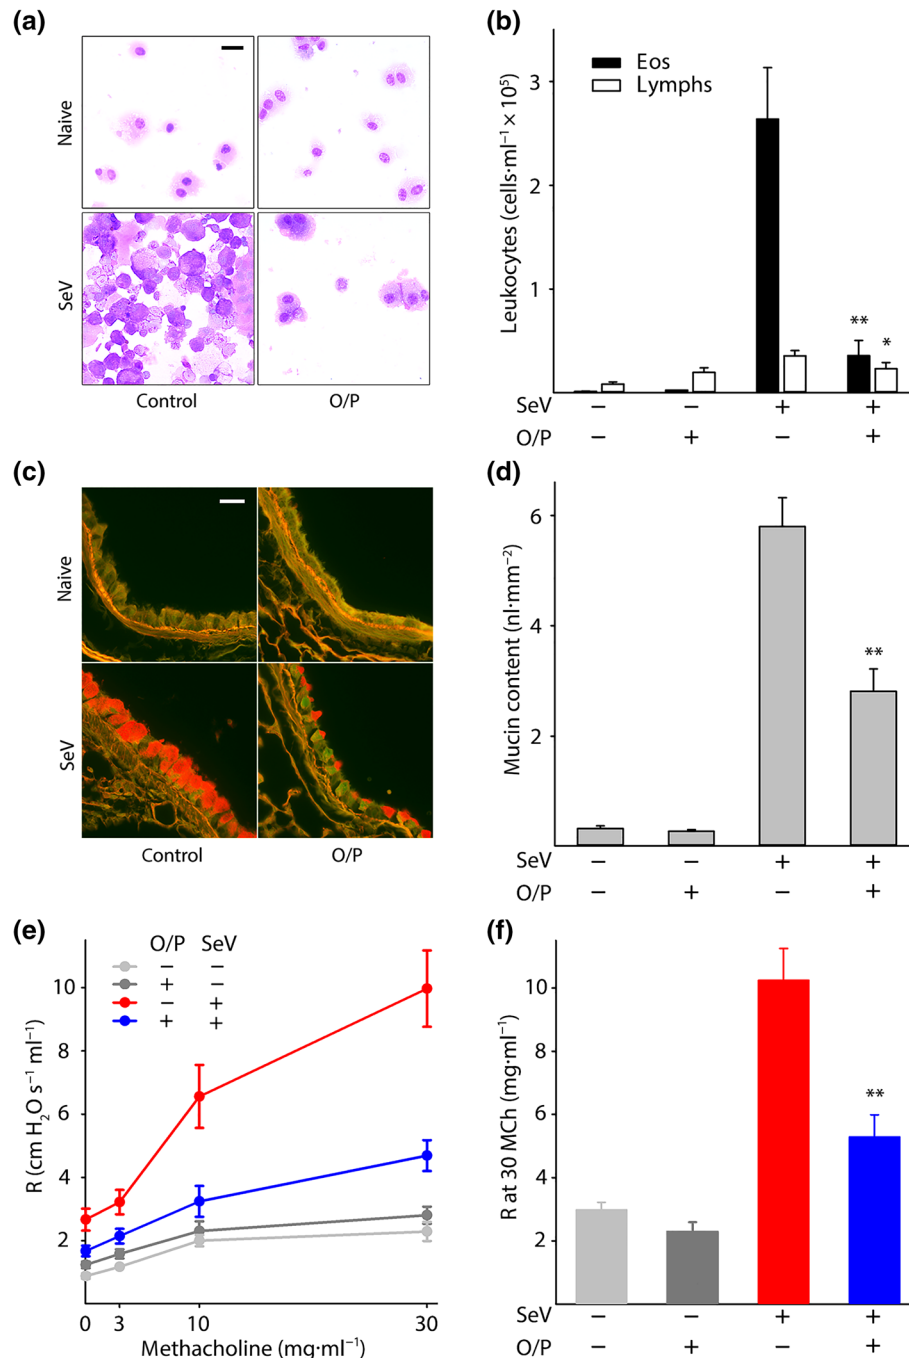 (a)
Naive
SeV
Control
O/P
(b)
Eos
Lymphs
Leukocytes (cells·ml⁻¹ × 10⁵)
3
2
1
**
*
SeV − − + +
O/P − + − +
(c)
Naive
SeV
Control
O/P
(d)
Mucin content (nl·mm⁻²)
6
4
2
**
SeV − − + +
O/P − + − +
(e)
O/P SeV
− −
+ −
− +
+ +
R (cm H₂O s⁻¹ ml⁻¹)
10
8
6
4
2
0 3 10 30
Methacholine (mg·ml⁻¹)
(f)
R at 30 MCh (mg·ml⁻¹)
10
8
6
4
2
**
SeV − − + +
O/P − + − +